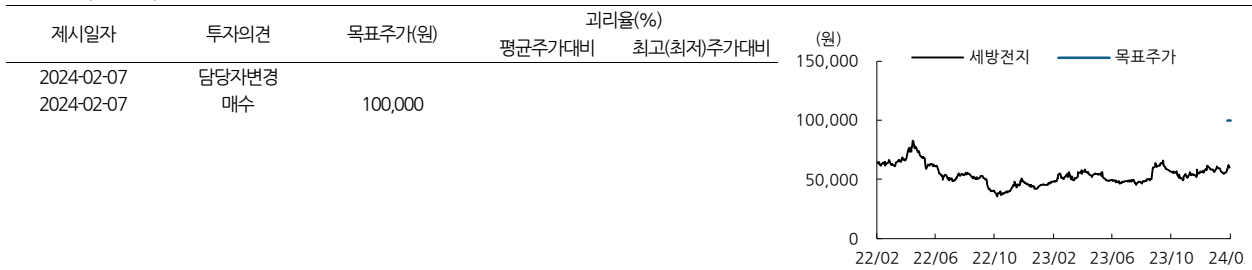 제시일자 투자의견 목표주가(원) 괴리율(%)
평균주가대비 최고(최저)주가대비
2024-02-07 담당자변경
2024-02-07 매수 100,000
(원)
세방전지 목표주가
150,000
100,000
50,000
0
22/02 22/06 22/10 23/02 23/06 23/10 24/0